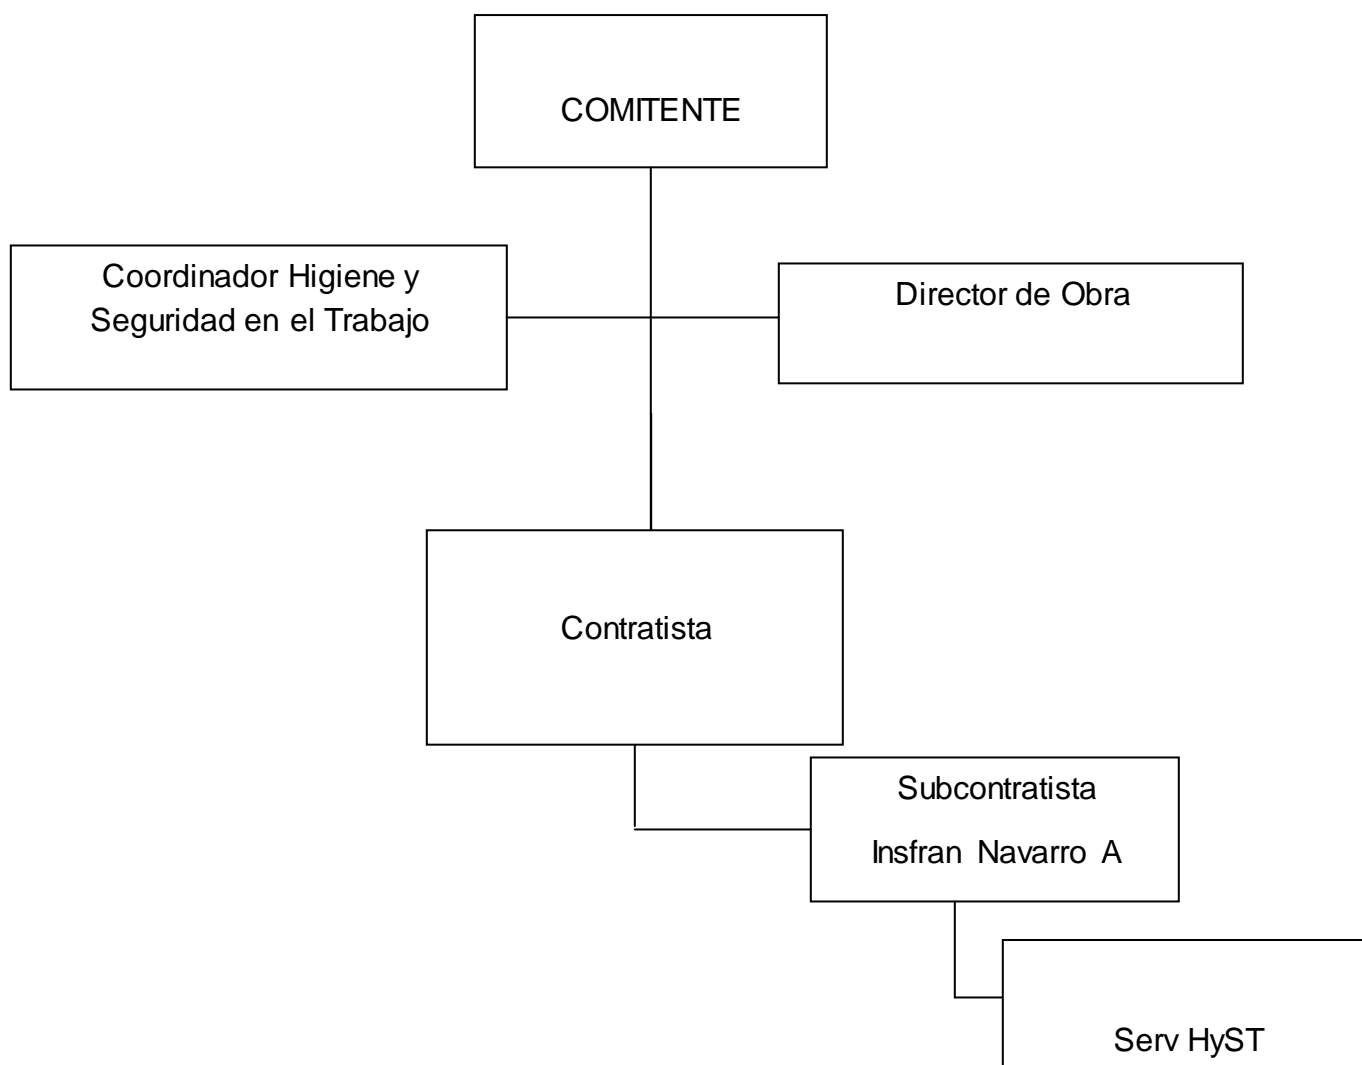 COMITENTE
Coordinador Higiene y
Seguridad en el Trabajo
Director de Obra
Contratista
Subcontratista
Insfran Navarro A
Serv HyST